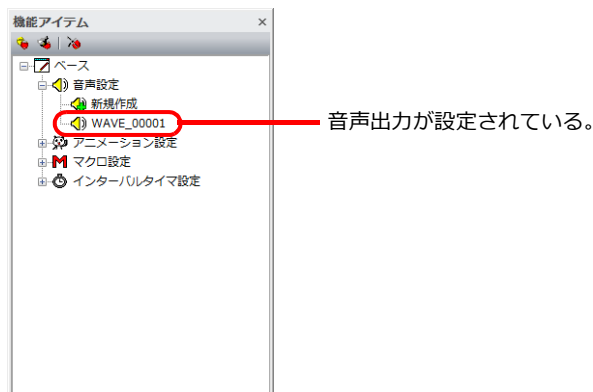 機能アイテム ×
ベース
音声設定
新規作成
WAVE_00001
音声出力が設定されている。
アニメーション設定
マクロ設定
インターバルタイマ設定